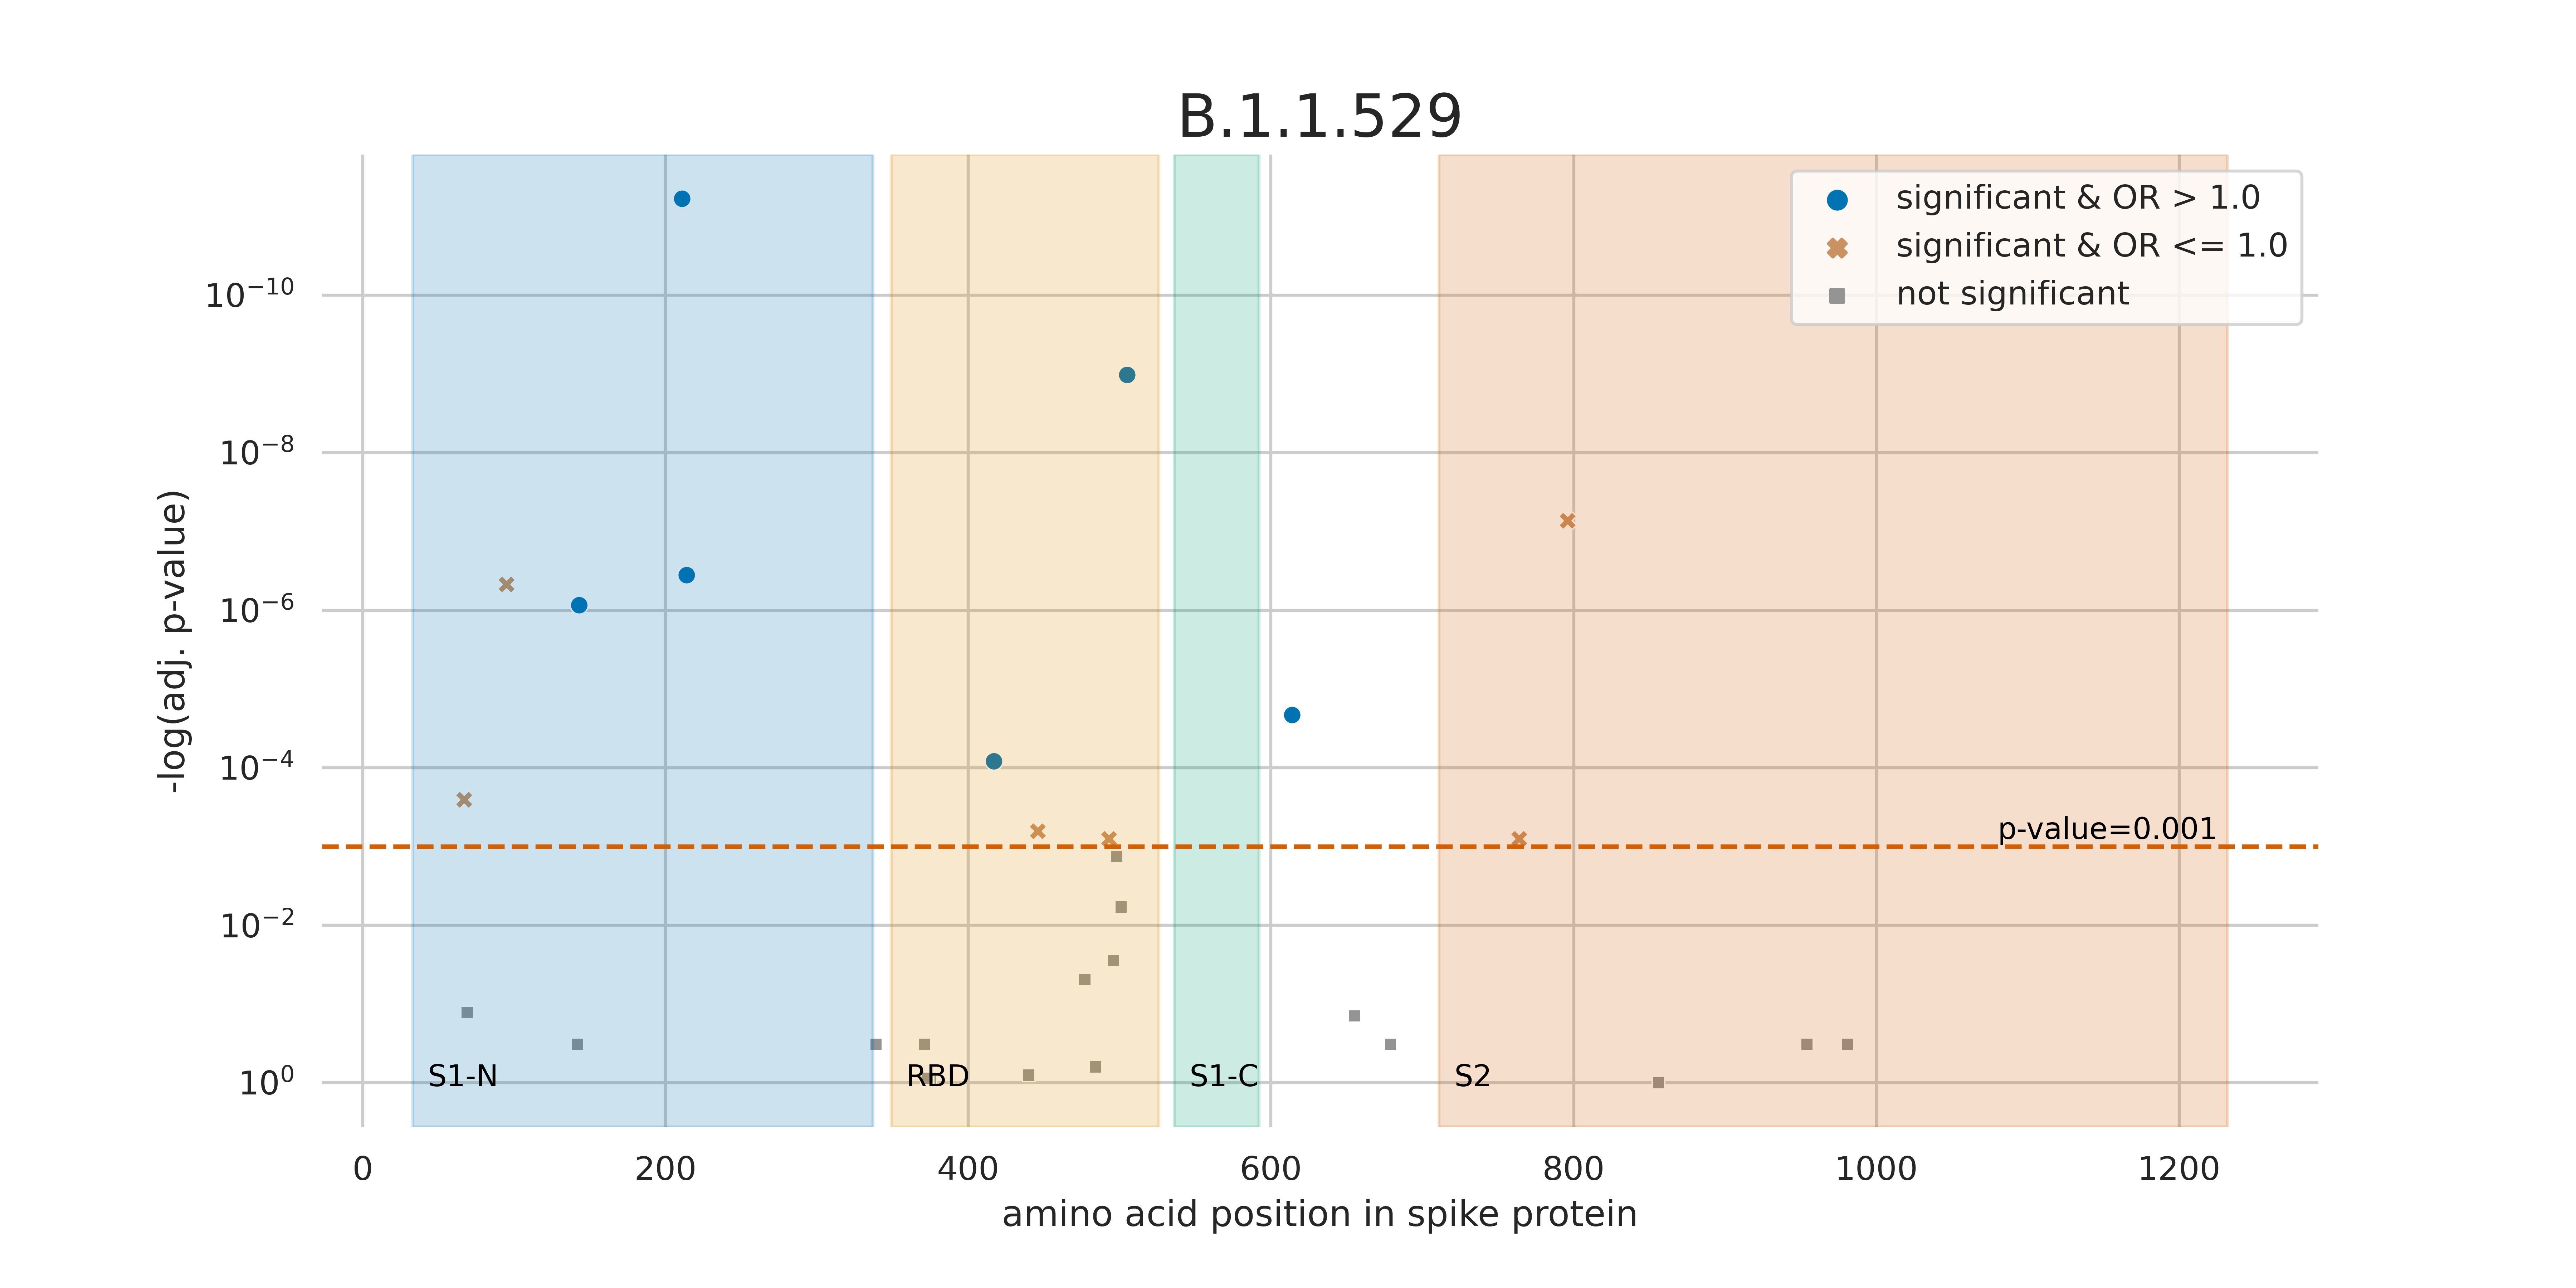 B.1.1.529
significant & OR > 1.0
significant & OR <= 1.0
not significant
10⁻¹⁰
10⁻⁸
10⁻⁶
10⁻⁴
10⁻²
10⁰
-log(adj. p-value)
p-value=0.001
S1-N
RBD
S1-C
S2
0 200 400 600 800 1000 1200
amino acid position in spike protein